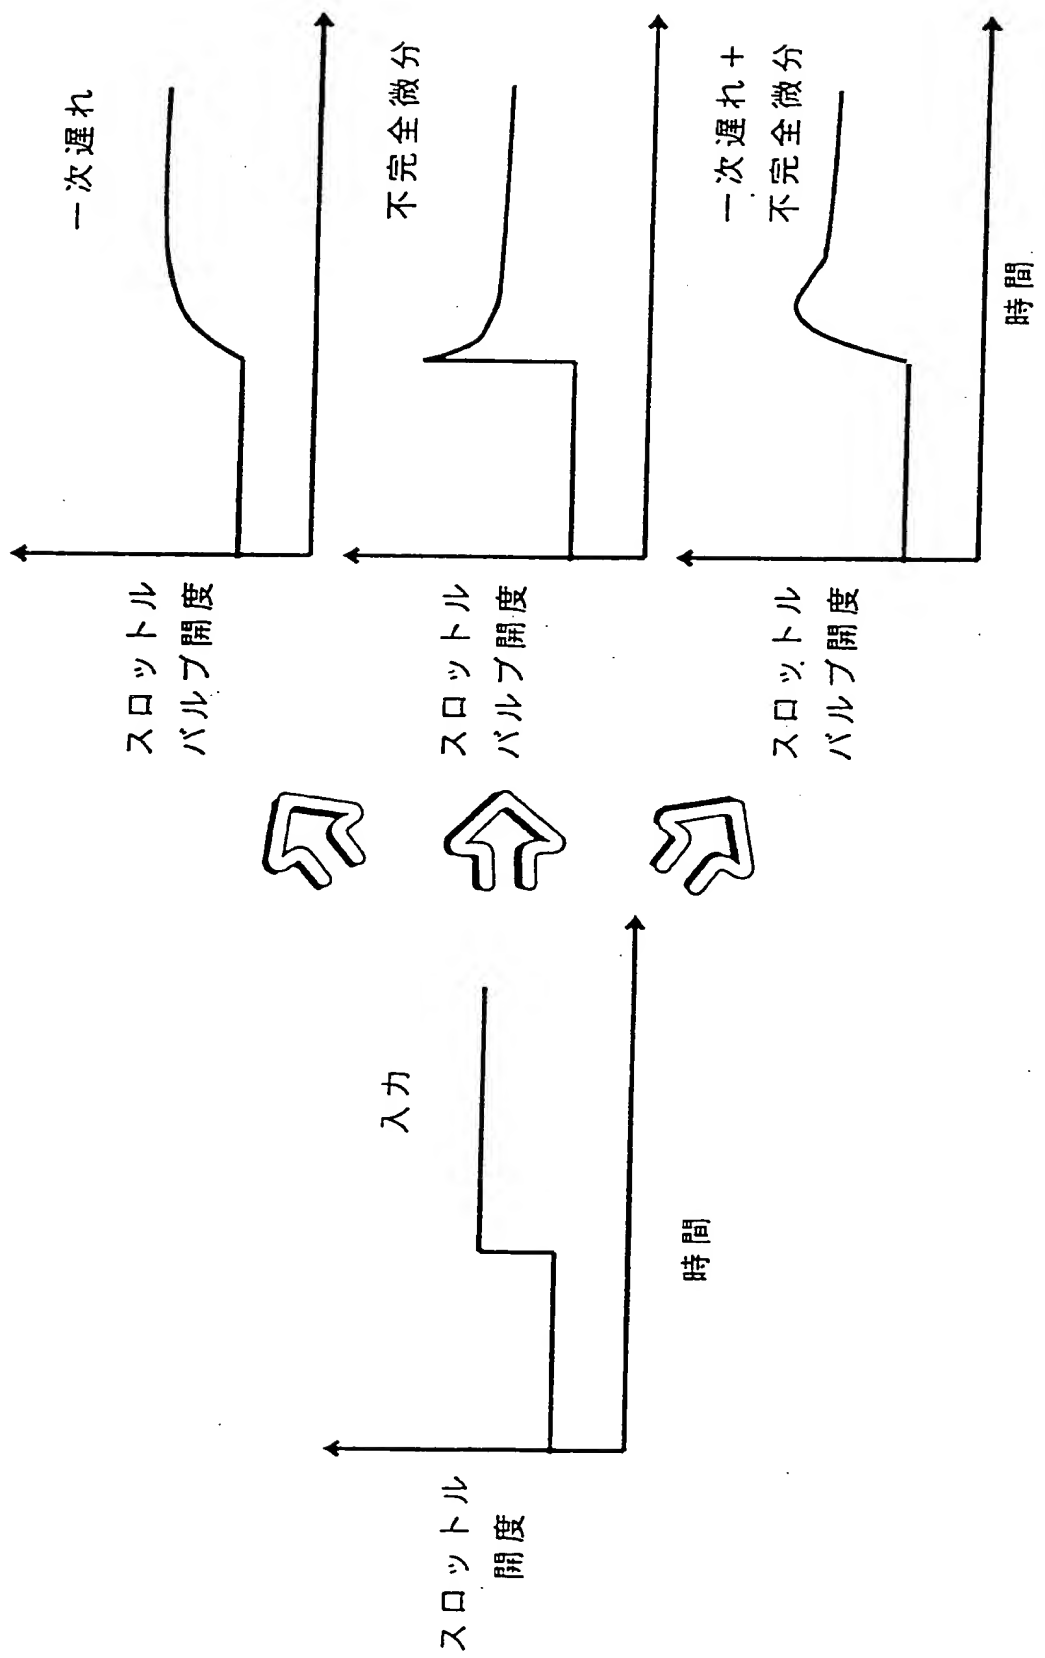 スロットル
開度
入力
時間
スロットル
バルブ開度
一次遅れ
スロットル
バルブ開度
不完全微分
スロットル
バルブ開度
一次遅れ+
不完全微分
時間